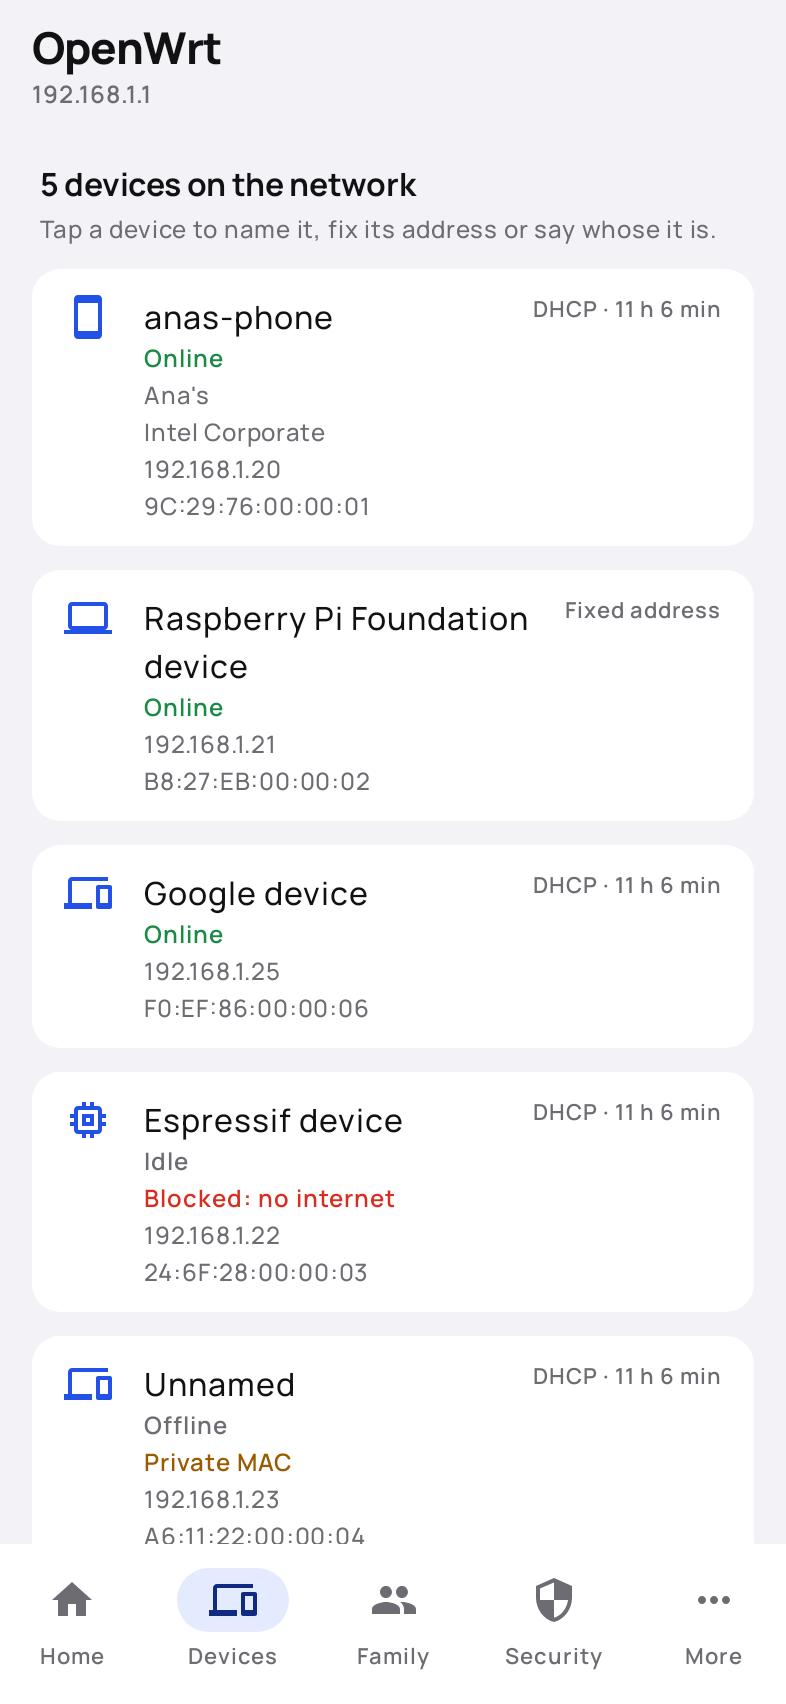 OpenWrt
192.168.1.1
5 devices on the network
Tap a device to name it, fix its address or say whose it is.
anas-phone
DHCP · 11 h 6 min
Online
Ana's
Intel Corporate
192.168.1.20
9C:29:76:00:00:01
Raspberry Pi Foundation
device
Fixed address
Online
192.168.1.21
B8:27:EB:00:00:02
Google device
DHCP · 11 h 6 min
Online
192.168.1.25
F0:EF:86:00:00:06
Espressif device
DHCP · 11 h 6 min
Idle
Blocked: no internet
192.168.1.22
24:6F:28:00:00:03
Unnamed
DHCP · 11 h 6 min
Offline
Private MAC
192.168.1.23
A6:11:22:00:00:04
Home
Devices
Family
Security
More